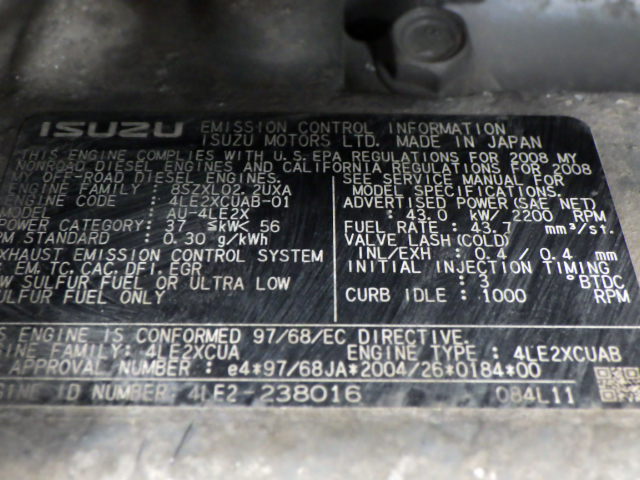 ISUZU EMISSION CONTROL INFORMATION
ISUZU MOTORS LTD. MADE IN JAPAN
THIS ENGINE COMPLIES WITH U.S.EPA REGULATIONS FOR 2008 MY
NONROAD DIESEL ENGINES AND CALIFORNIA REGULATIONS FOR 2008
MY OFF-ROAD DIESEL ENGINES.
ENGINE FAMILY : 8SZXL02.2UXA
ENGINE CODE : 4LE2XCUAB-01
MODEL : AU-4LE2X
POWER CATEGORY : 37 ≤kW< 56
PM STANDARD : 0.30 g/kWh
EXHAUST EMISSION CONTROL SYSTEM
: EM, TC, CAC, DFI, EGR
LOW SULFUR FUEL OR ULTRA LOW
SULFUR FUEL ONLY
SEE SERVICE MANUAL FOR
MODEL SPECIFICATIONS.
ADVERTISED POWER (SAE NET)
: 43.0 kW/ 2200 RPM
FUEL RATE : 43.7 mm³/st.
VALVE LASH (COLD)
INL/EXH : 0.4 / 0.4 mm
INITIAL INJECTION TIMING
: 3 °BTDC
CURB IDLE : 1000 RPM
ENGINE IS CONFORMED 97/68/EC DIRECTIVE.
FAMILY: 4LE2XCUA ENGINE TYPE : 4LE2XCUAB
APPROVAL NUMBER : e4*97/68JA*2004/26*0184*00
ID NUMBER: 4LE2-238016 084L11